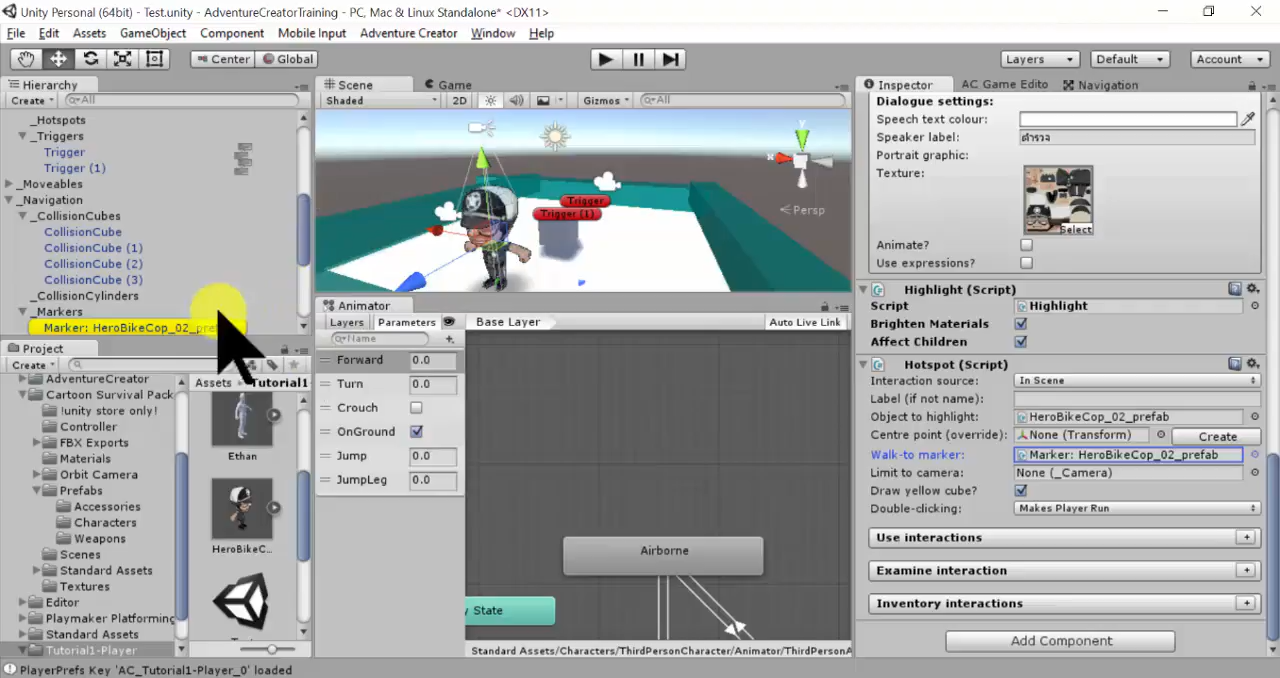 Unity Personal (64bit) - Test.unity - AdventureCreatorTraining - PC, Mac & Linux Standalone* <DX11>
File Edit Assets GameObject Component Mobile Input Adventure Creator Window Help
Center Global Layers Default Account
Hierarchy
Create All
_Hotspots
_Triggers
Trigger
Trigger (1)
_Moveables
_Navigation
_CollisionCubes
CollisionCube
CollisionCube (1)
CollisionCube (2)
CollisionCube (3)
_CollisionCylinders
_Markers
Marker: HeroBikeCop_02_pref
Scene Game
Shaded 2D Gizmos All
Trigger
Trigger (1)
y
x
Persp
Animator
Layers Parameters Base Layer Auto Live Link
Name
Forward 0.0
Turn 0.0
Crouch
OnGround
Jump 0.0
JumpLeg 0.0
Airborne
y State
Standard Assets/Characters/ThirdPersonCharacter/Animator/ThirdPersonA
Project
Create
AdventureCreator
Cartoon Survival Pack
!unity store only!
Controller
FBX Exports
Materials
Orbit Camera
Prefabs
Accessories
Characters
Weapons
Scenes
Standard Assets
Textures
Editor
Playmaker Platforming
Standard Assets
Tutorial1-Player
Assets Tutorial1
Ethan
HeroBikeC...
Inspector AC Game Edito Navigation
Dialogue settings:
Speech text colour:
Speaker label: ตำรวจ
Portrait graphic:
Texture:
Select
Animate?
Use expressions?
Highlight (Script)
Script Highlight
Brighten Materials
Affect Children
Hotspot (Script)
Interaction source: In Scene
Label (if not name):
Object to highlight: HeroBikeCop_02_prefab
Centre point (override): None (Transform) Create
Walk-to marker: Marker: HeroBikeCop_02_prefab
Limit to camera: None (_Camera)
Draw yellow cube?
Double-clicking: Makes Player Run
Use interactions +
Examine interaction +
Inventory interactions +
Add Component
PlayerPrefs Key 'AC_Tutorial1-Player_0' loaded